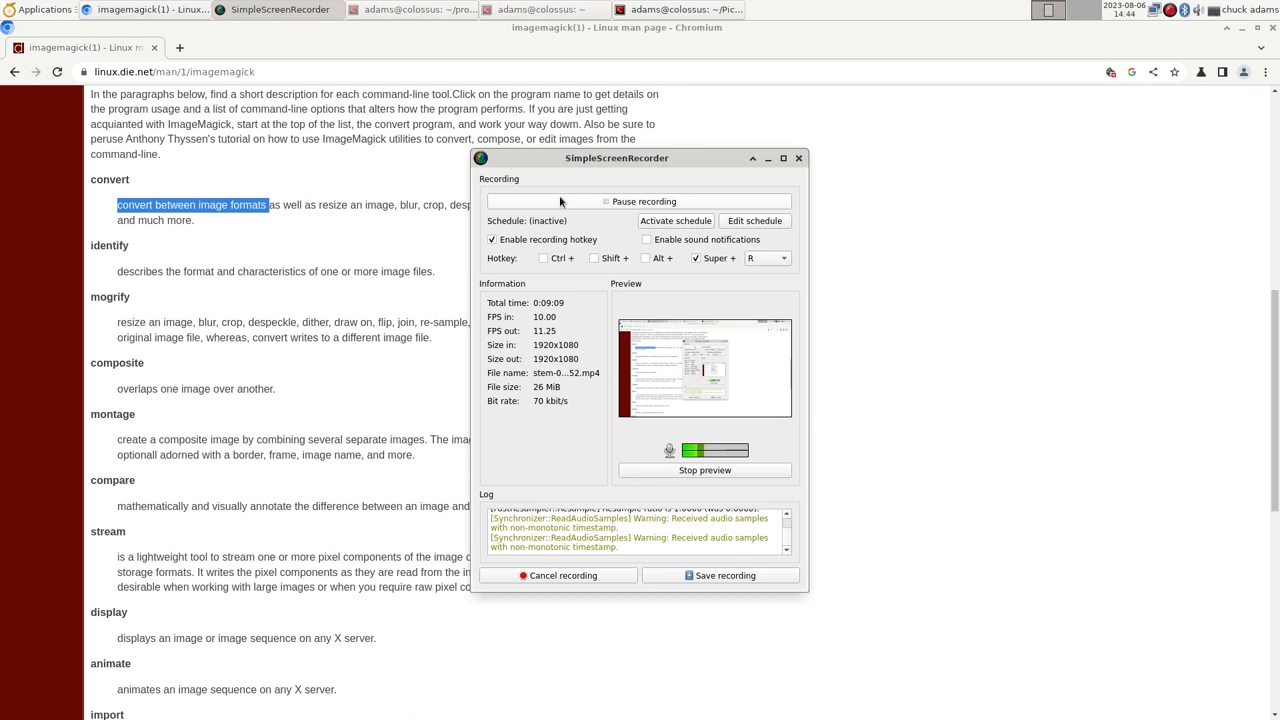 Applications
imagemagick(1) - Linux...
SimpleScreenRecorder
adams@colossus: ~/pro...
adams@colossus: ~
adams@colossus: ~/Pic...
2023-08-06
14:44
chuck adams
imagemagick(1) - Linux man page - Chromium
imagemagick(1) - Linux m
linux.die.net/man/1/imagemagick
In the paragraphs below, find a short description for each command-line tool.Click on the program name to get details on
the program usage and a list of command-line options that alters how the program performs. If you are just getting
acquianted with ImageMagick, start at the top of the list, the convert program, and work your way dowm. Also be sure to
peruse Anthony Thyssen's tutorial on how to use ImageMagick utilities to convert, compose, or edit images from the
command-line.
convert
convert between image formats as well as resize an image, blur, crop, desp
and much more.
identify
describes the format and characteristics of one or more image files.
mogrify
resize an image, blur, crop, despeckle, dither, draw on, flip, join, re-sample,
original image file, whereas, convert writes to a different image file.
composite
overlaps one image over another.
montage
create a composite image by combining several separate images. The ima
optionall adorned with a border, frame, image name, and more.
compare
mathematically and visually annotate the difference between an image and
stream
is a lightweight tool to stream one or more pixel components of the image o
storage formats. It writes the pixel components as they are read from the in
desirable when working with large images or when you require raw pixel co
display
displays an image or image sequence on any X server.
animate
animates an image sequence on any X server.
import
SimpleScreenRecorder
Recording
Pause recording
Schedule: (inactive)
Activate schedule
Edit schedule
Enable recording hotkey
Enable sound notifications
Hotkey:
Ctrl +
Shift +
Alt +
Super +
R
Information
Total time: 0:09:09
FPS in: 10.00
FPS out: 11.25
Size in: 1920x1080
Size out: 1920x1080
File name: stem-0...52.mp4
File size: 26 MiB
Bit rate: 70 kbit/s
Preview
Stop preview
Log
[Synchronizer::ReadAudioSamples] Warning: Received audio samples
with non-monotonic timestamp.
[Synchronizer::ReadAudioSamples] Warning: Received audio samples
with non-monotonic timestamp.
Cancel recording
Save recording